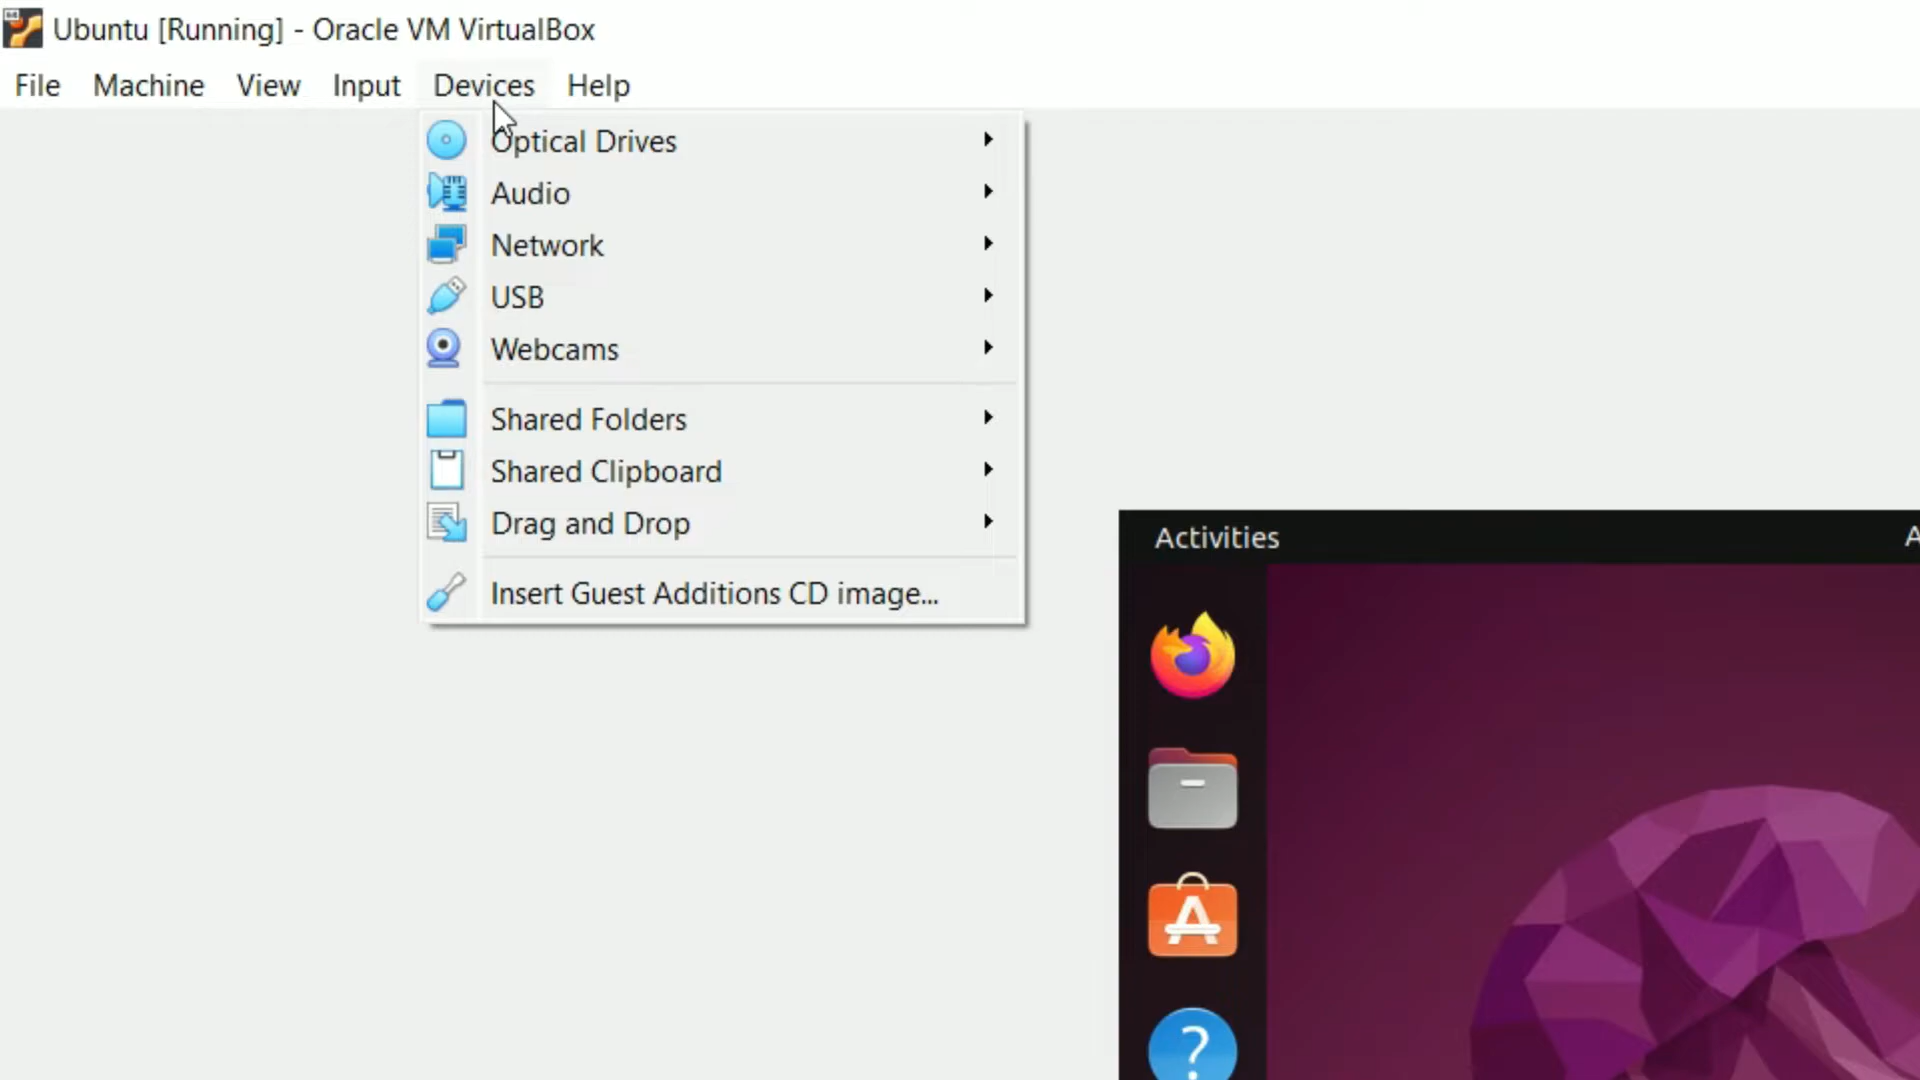 Ubuntu [Running] - Oracle VM VirtualBox
File Machine View Input Devices Help
Optical Drives
Audio
Network
USB
Webcams
Shared Folders
Shared Clipboard
Drag and Drop
Insert Guest Additions CD image...
Activities